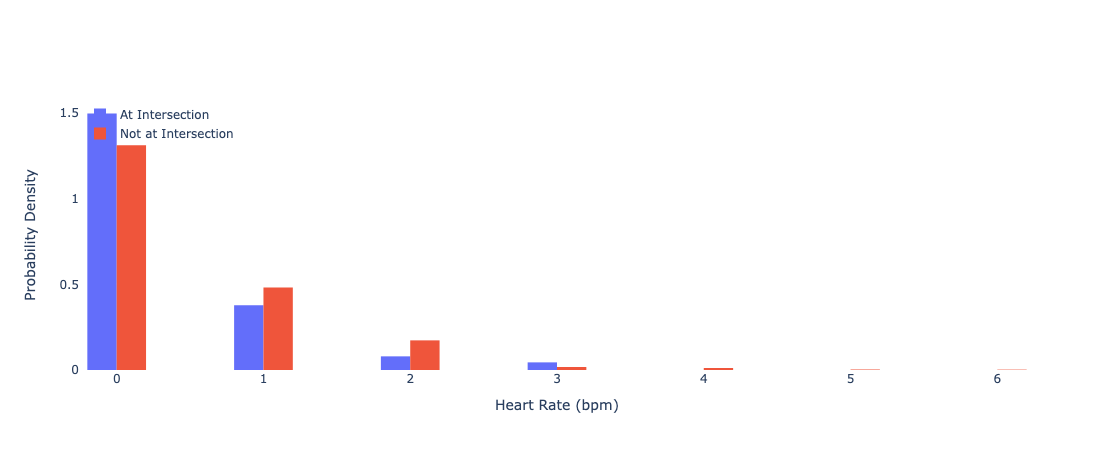 1.5
At Intersection
Not at Intersection
1
0.5
0
Probability Density
0 1 2 3 4 5 6
Heart Rate (bpm)